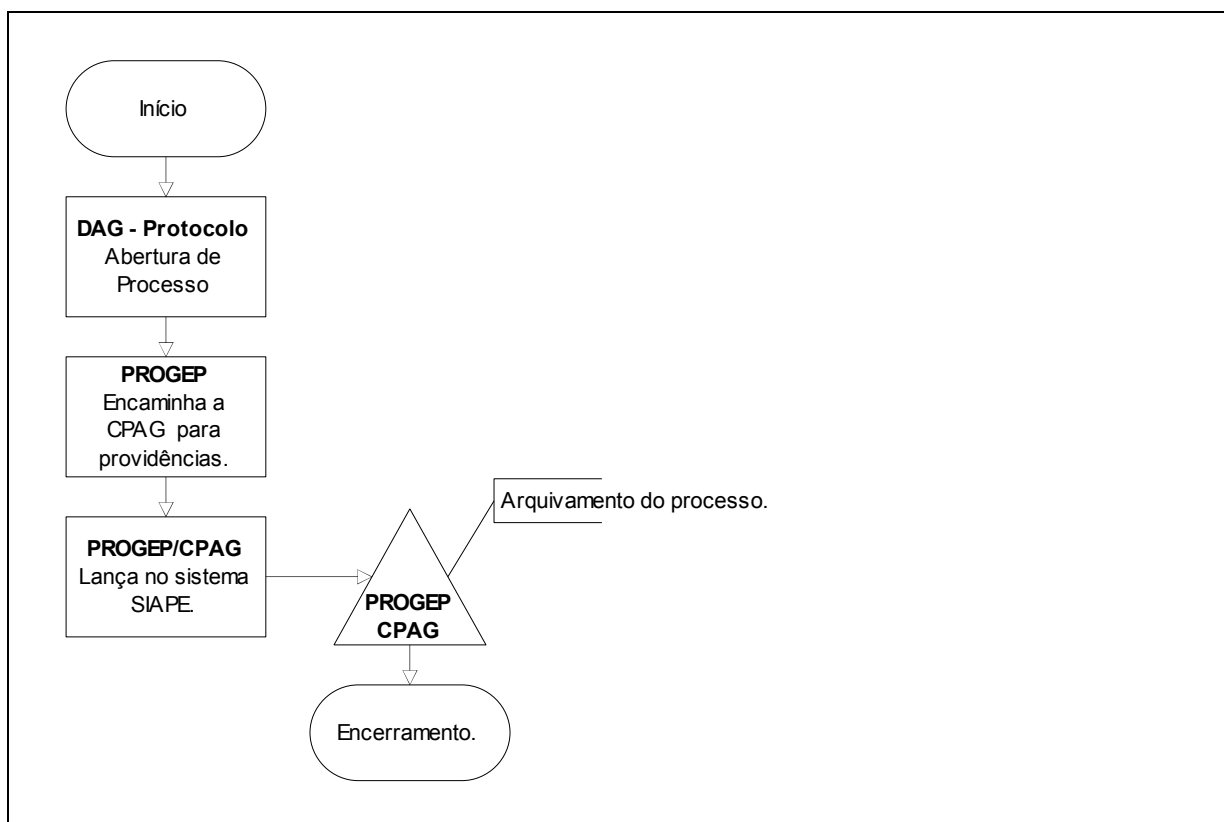 Início
DAG - Protocolo
Abertura de
Processo
PROGEP
Encaminha a
CPAG para
providências.
PROGEP/CPAG
Lança no sistema
SIAPE.
Arquivamento do processo.
PROGEP
CPAG
Encerramento.